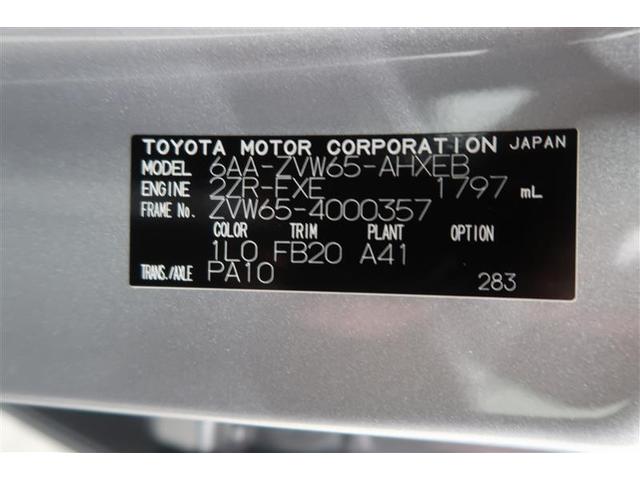 TOYOTA MOTOR CORPORATION JAPAN
MODEL 6AA-ZVW65-AHXEB
ENGINE 2ZR-FXE 1797 mL
FRAME No. ZVW65-4000357
COLOR TRIM PLANT OPTION
1L0 FB20 A41
TRANS./AXLE PA10 283